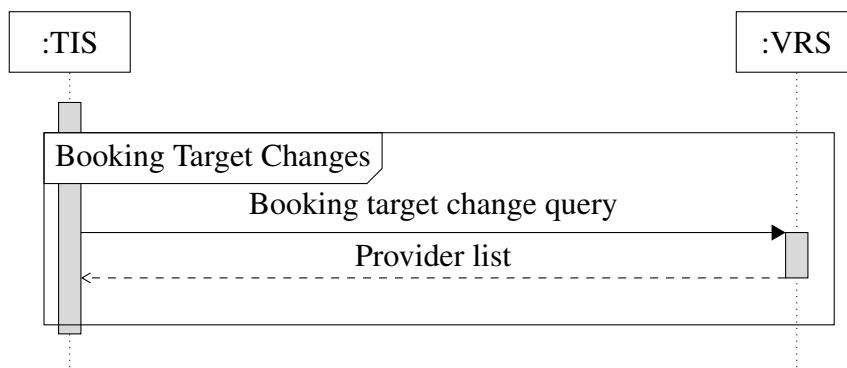 :TIS
:VRS
Booking Target Changes
Booking target change query
Provider list